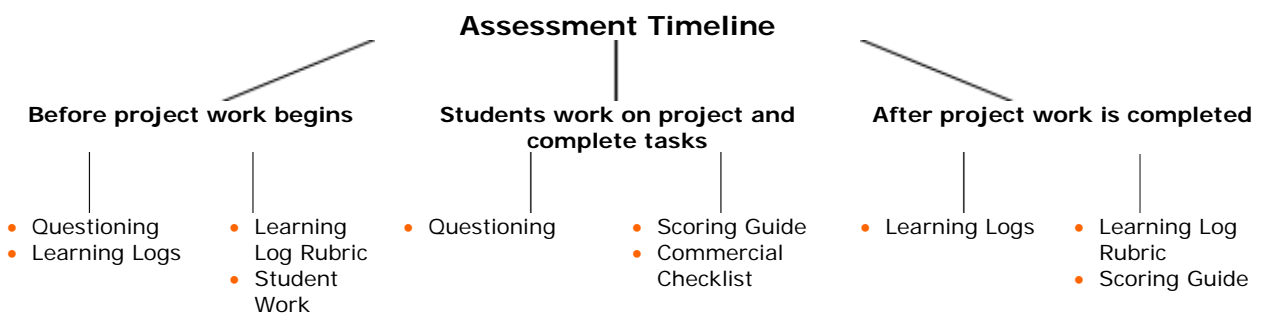 Assessment Timeline
Before project work begins
Students work on project and
complete tasks
After project work is completed
• Questioning
• Learning Logs
• Learning
Log Rubric
• Student
Work
• Questioning
• Scoring Guide
• Commercial
Checklist
• Learning Logs
• Learning Log
Rubric
• Scoring Guide